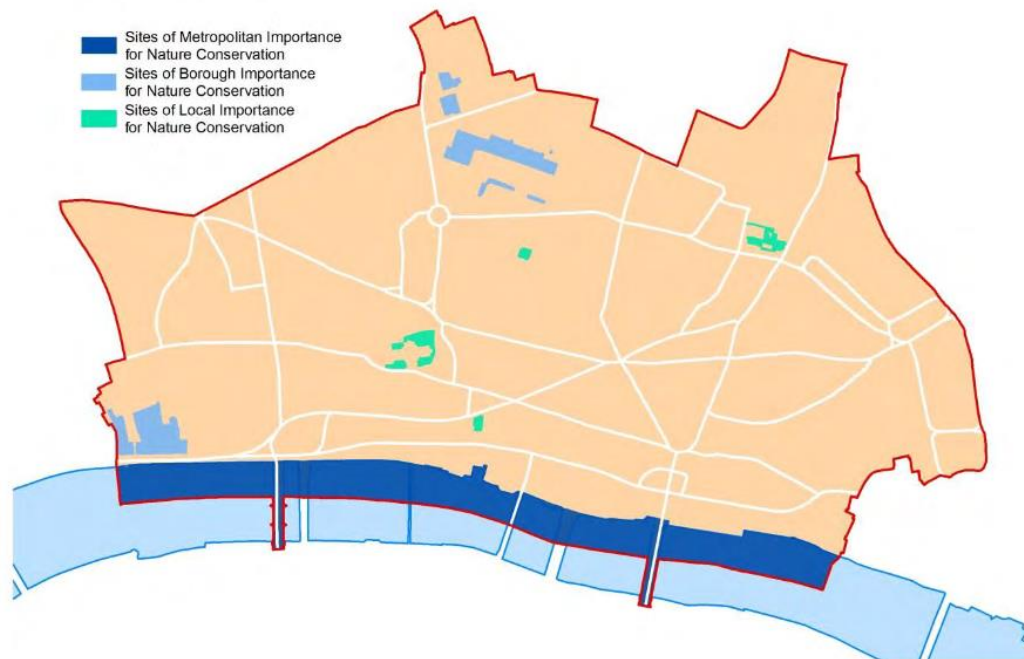 Sites of Metropolitan Importance
for Nature Conservation
Sites of Borough Importance
for Nature Conservation
Sites of Local Importance
for Nature Conservation